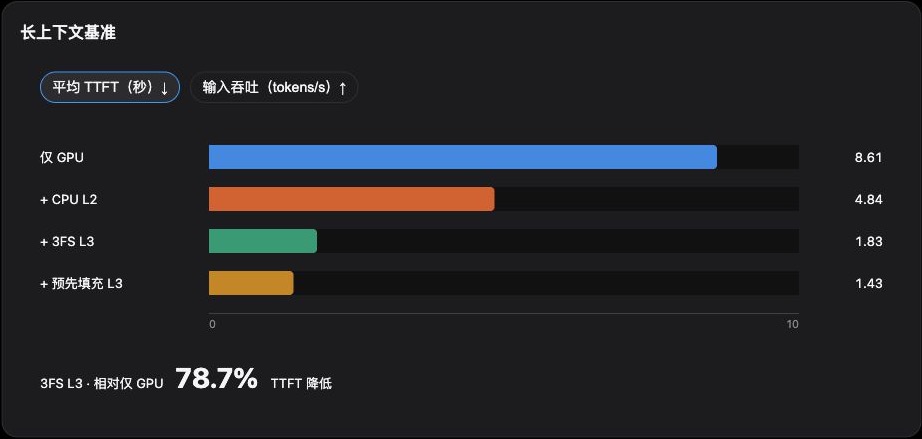 长上下文基准
平均 TTFT（秒）↓ 输入吞吐（tokens/s）↑
仅 GPU 8.61
+ CPU L2 4.84
+ 3FS L3 1.83
+ 预先填充 L3 1.43
0 10
3FS L3 · 相对仅 GPU 78.7% TTFT 降低